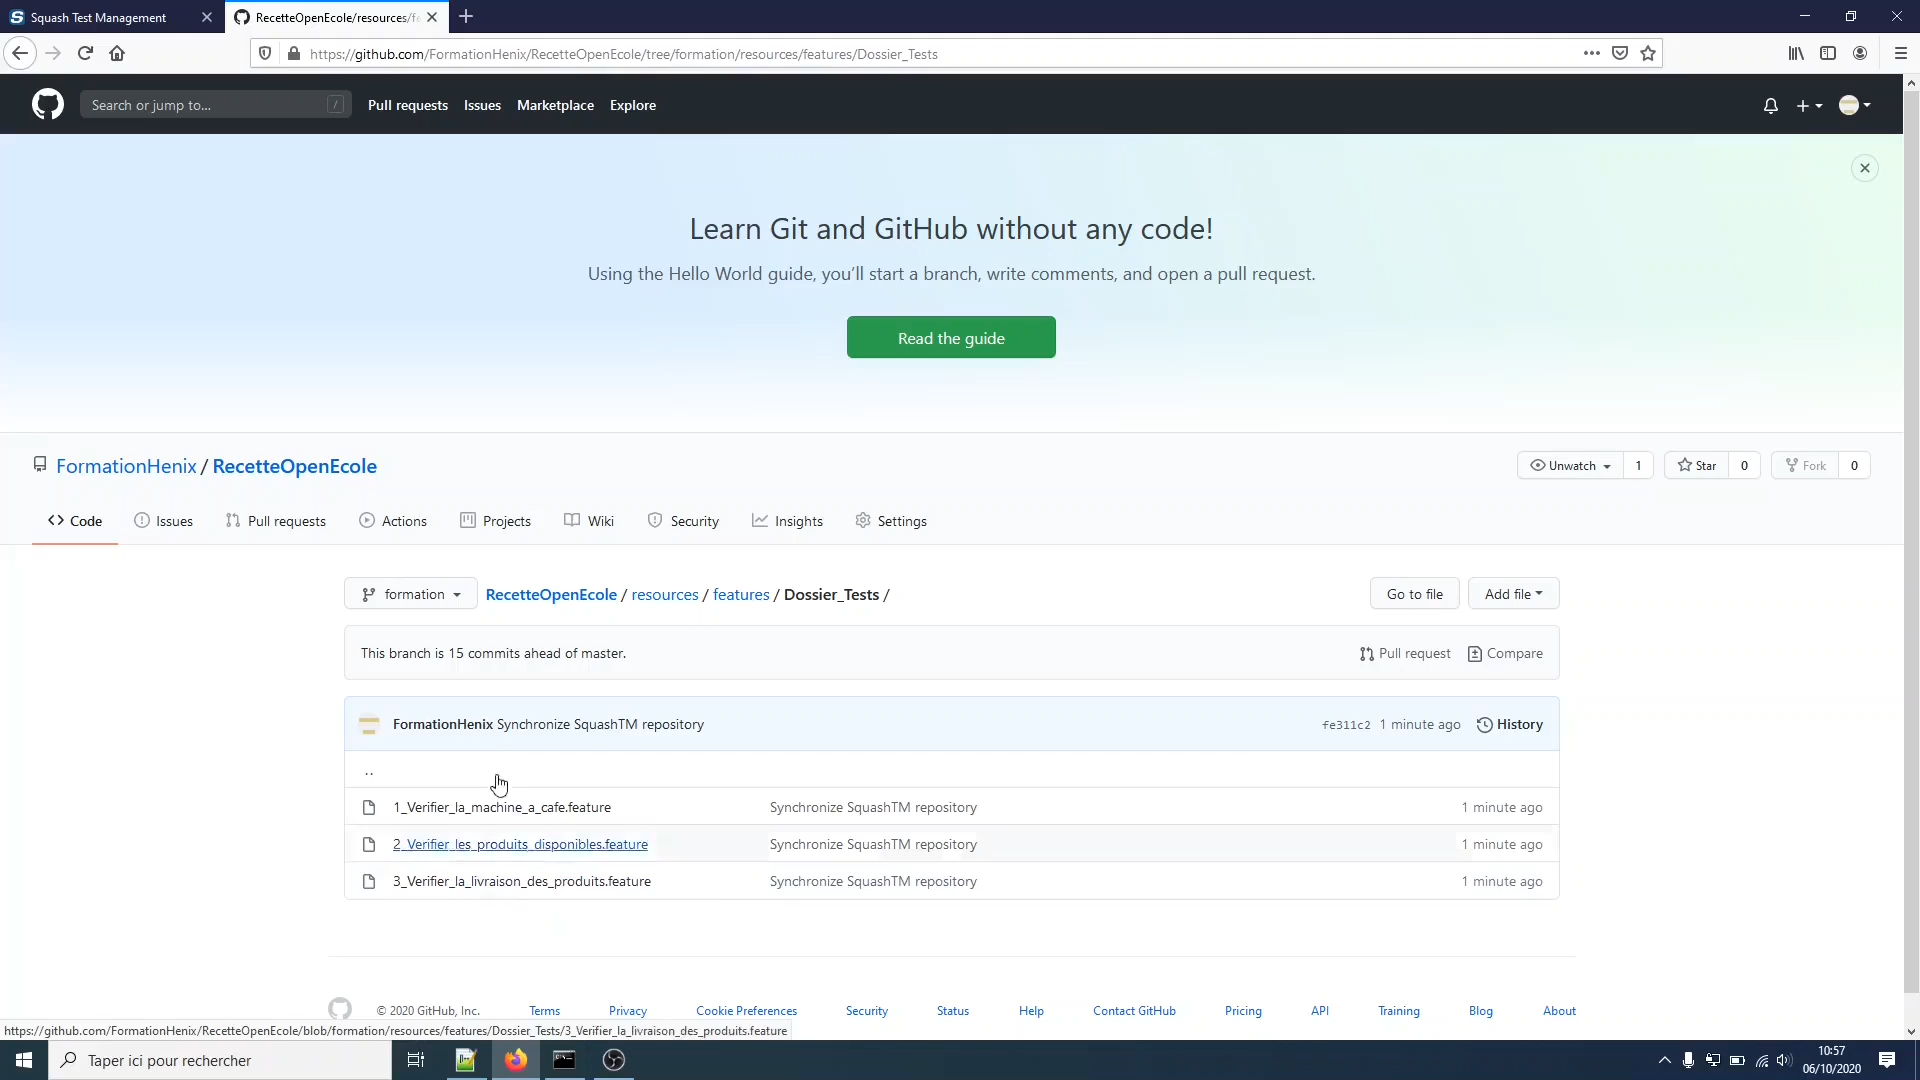 Squash Test Management
RecetteOpenEcole/resources/fe
https://github.com/FormationHenix/RecetteOpenEcole/tree/formation/resources/features/Dossier_Tests
Search or jump to... /
Pull requests Issues Marketplace Explore
Learn Git and GitHub without any code!
Using the Hello World guide, you’ll start a branch, write comments, and open a pull request.
Read the guide
FormationHenix / RecetteOpenEcole
Unwatch 1 Star 0 Fork 0
Code Issues Pull requests Actions Projects Wiki Security Insights Settings
formation RecetteOpenEcole / resources / features / Dossier_Tests /
Go to file Add file
This branch is 15 commits ahead of master.
Pull request Compare
FormationHenix Synchronize SquashTM repository fe311c2 1 minute ago History
..
1_Verifier_la_machine_a_cafe.feature Synchronize SquashTM repository 1 minute ago
2_Verifier_les_produits_disponibles.feature Synchronize SquashTM repository 1 minute ago
3_Verifier_la_livraison_des_produits.feature Synchronize SquashTM repository 1 minute ago
© 2020 GitHub, Inc. Terms Privacy Cookie Preferences Security Status Help Contact GitHub Pricing API Training Blog About
https://github.com/FormationHenix/RecetteOpenEcole/blob/formation/resources/features/Dossier_Tests/3_Verifier_la_livraison_des_produits.feature
Taper ici pour rechercher
10:57
06/10/2020